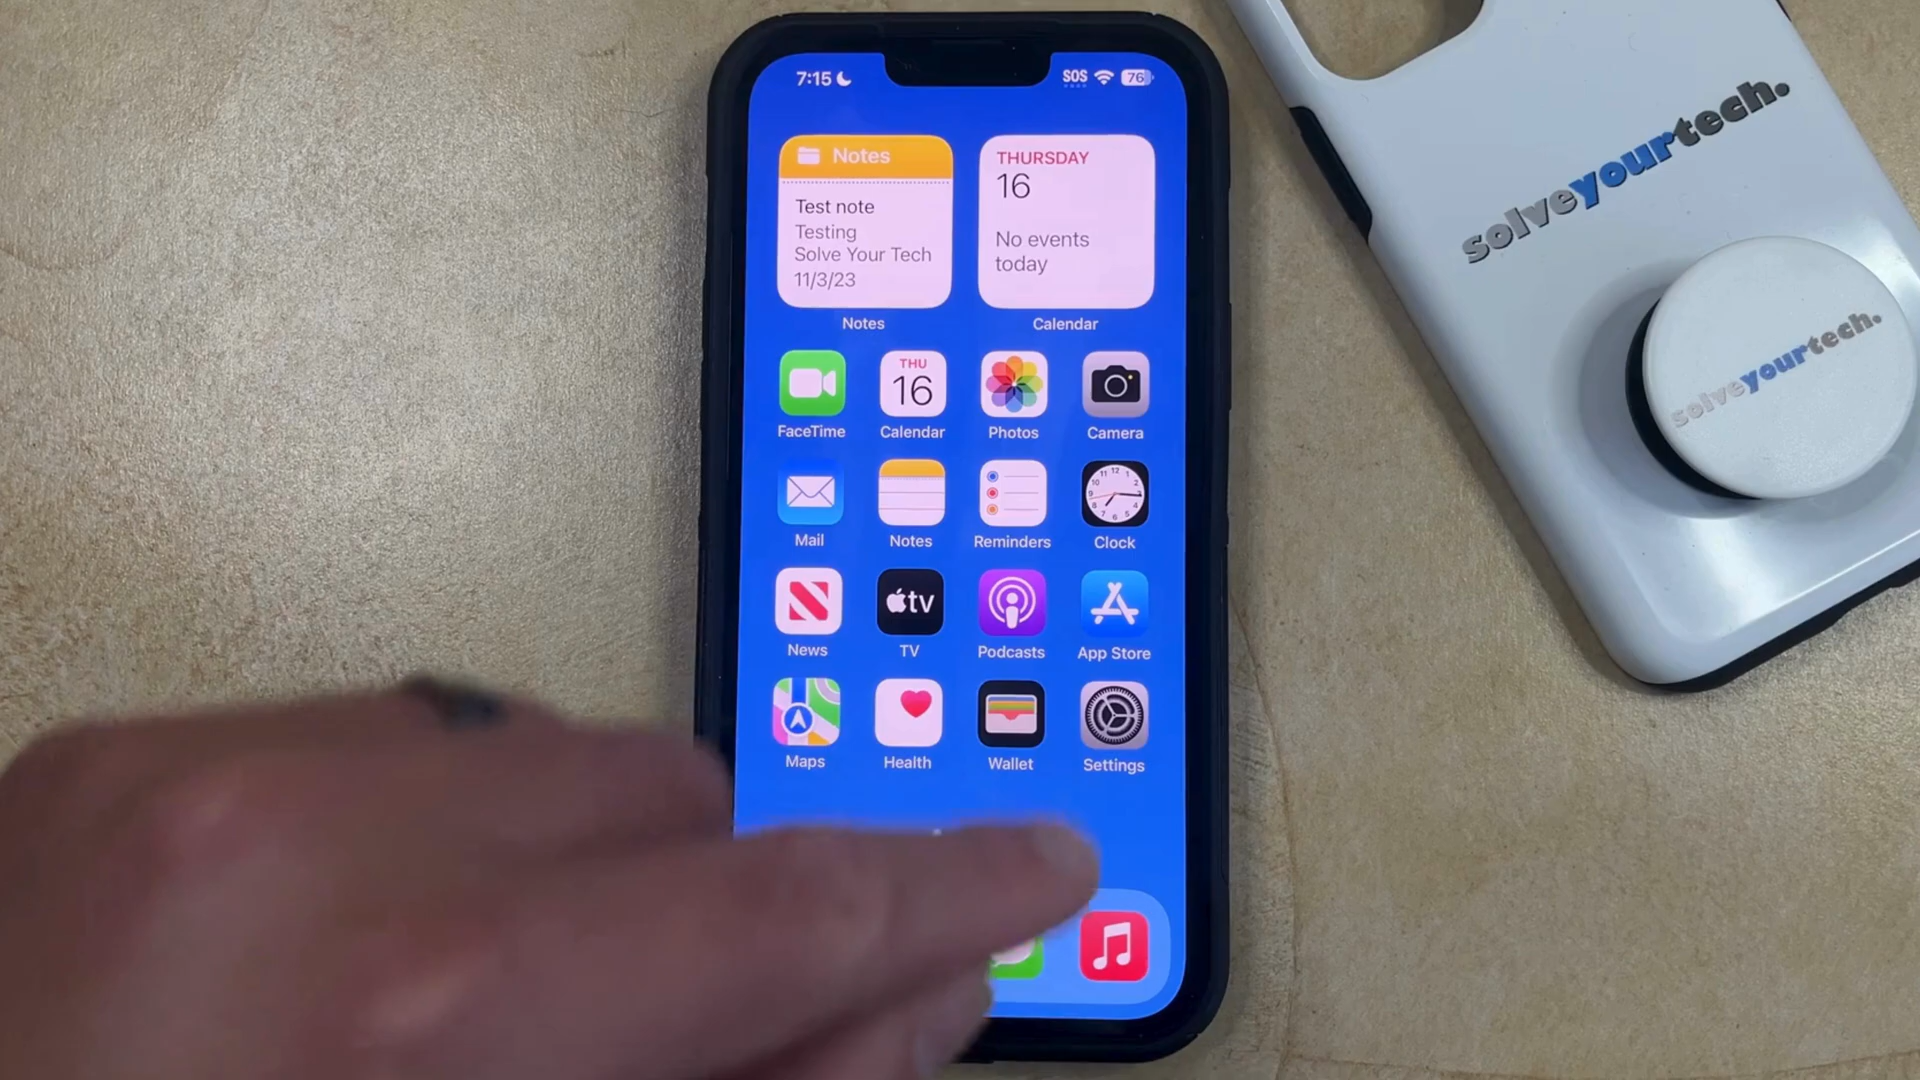 7:15
SOS 76
Notes
Test note
Testing
Solve Your Tech
11/3/23
Notes
THURSDAY
16
No events
today
Calendar
FaceTime
THU
16
Calendar
Photos
Camera
Mail
Notes
Reminders
Clock
News
tv
TV
Podcasts
App Store
Maps
Health
Wallet
Settings
solveyourtech.
solveyourtech.